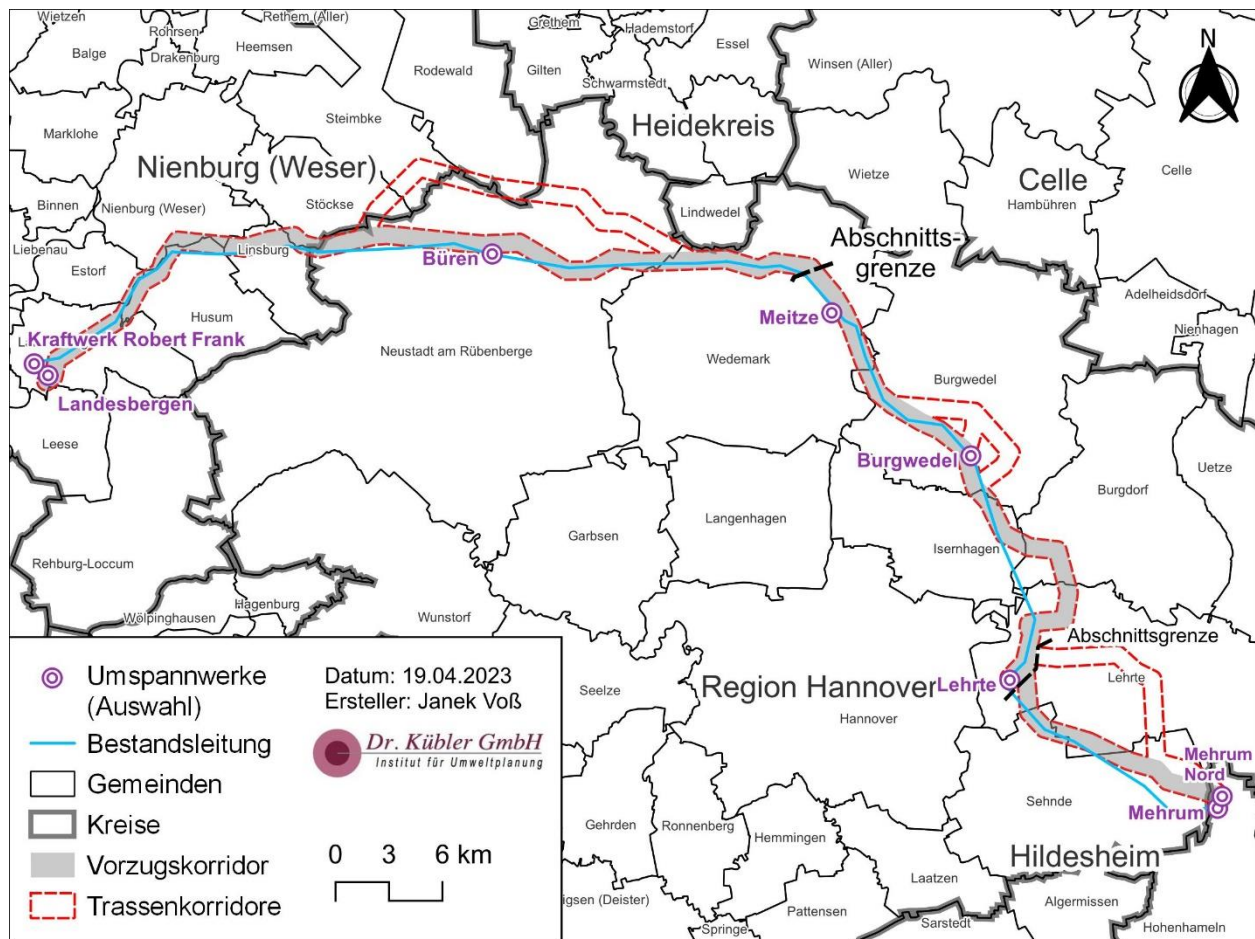 Wietzen
Rohrsen
Rethem (Aller)
Grethem
Hademstorf
Essel
Winsen (Aller)
Balge
Drakenburg
Heemsen
Rodewald
Gilten
Schwarmstedt
N
Marklohe
Steimbke
Heidekreis
Nienburg (Weser)
Wietze
Celle
Celle
Hambühren
Binnen
Nienburg (Weser)
Stöckse
Lindwedel
Liebenau
Linsburg
Büren
Abschnitts-
grenze
Estorf
Adelheidsdorf
Husum
Meitze
Nienhagen
Kraftwerk Robert Frank
La
Neustadt am Rübenberge
Wedemark
Burgwedel
Landesbergen
Leese
Burgwedel
Uetze
Burgdorf
Langenhagen
Garbsen
Isernhagen
Rehburg-Loccum
Hagenburg
Wölpinghausen
Wunstorf
Abschnittsgrenze
Umspannwerke
(Auswahl)
Bestandsleitung
Gemeinden
Kreise
Vorzugskorridor
Trassenkorridore
Datum: 19.04.2023
Ersteller: Janek Voß
Dr. Kübler GmbH
Institut für Umweltplanung
0 3 6 km
Seelze
Region Hannover
Hannover
Lehrte
Lehrte
Mehrum
Nord
Mehrum
Sehnde
Gehrden
Ronnenberg
Hemmingen
Hildesheim
Laatzen
igsen (Deister)
Pattensen
Algermissen
Springe
Sarstedt
Hohenhameln